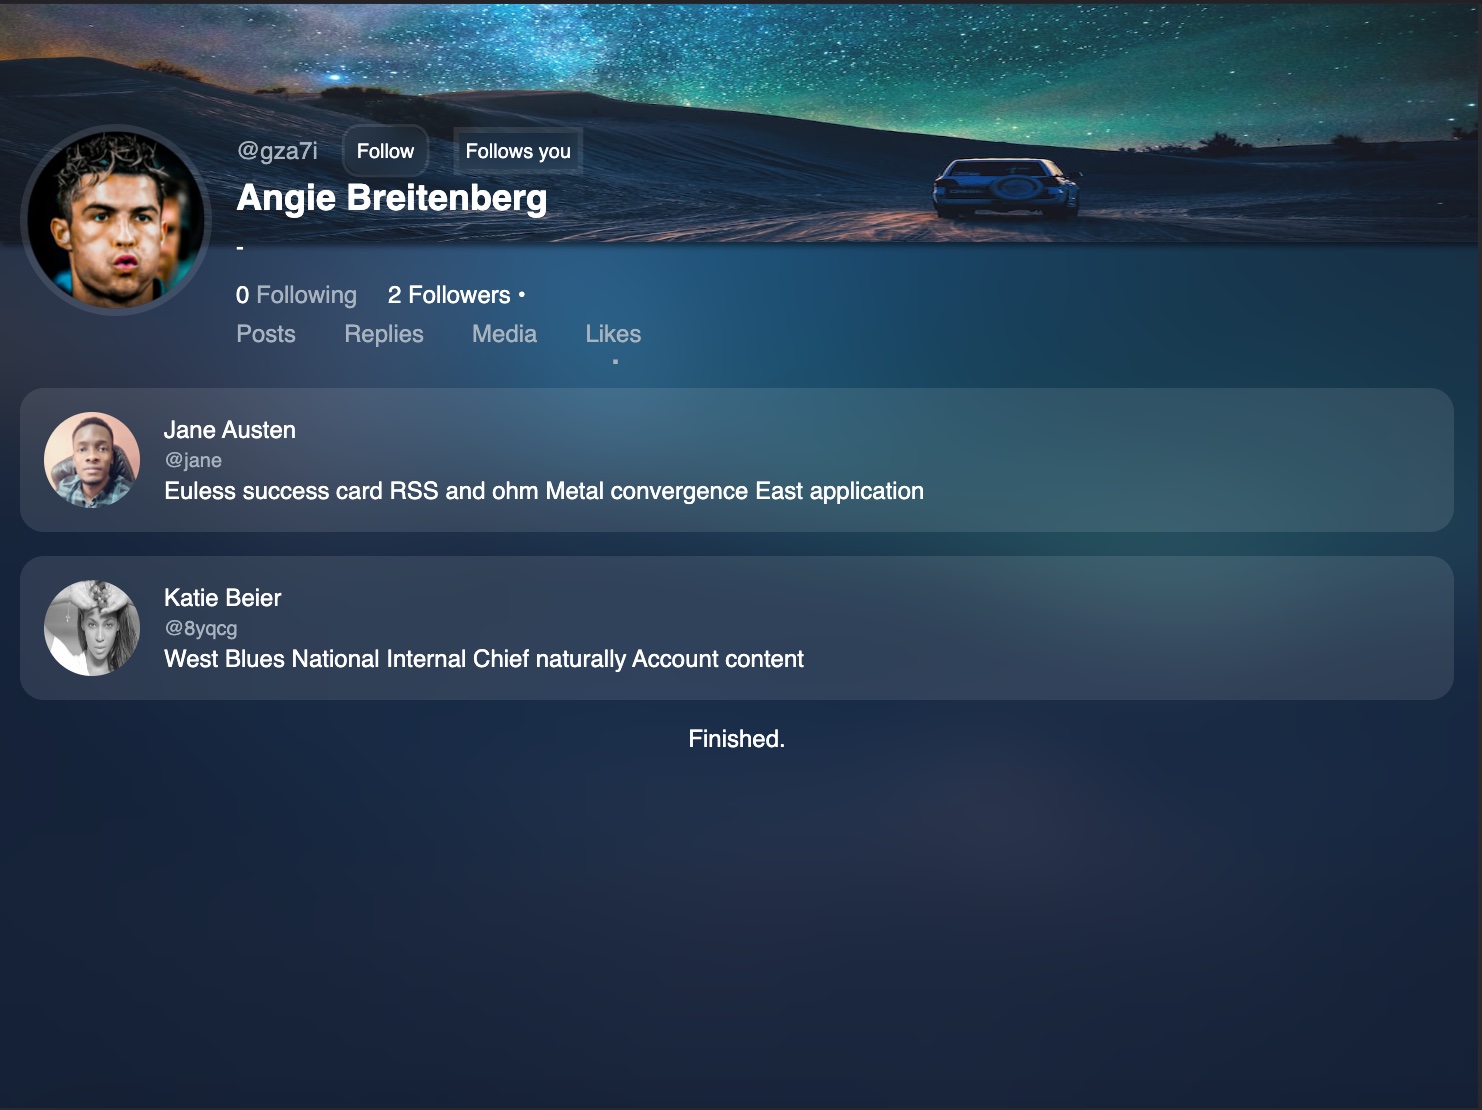 @gza7i Follow Follows you
Angie Breitenberg
-
0 Following 2 Followers •
Posts Replies Media Likes
Jane Austen
@jane
Euless success card RSS and ohm Metal convergence East application
Katie Beier
@8yqcg
West Blues National Internal Chief naturally Account content
Finished.